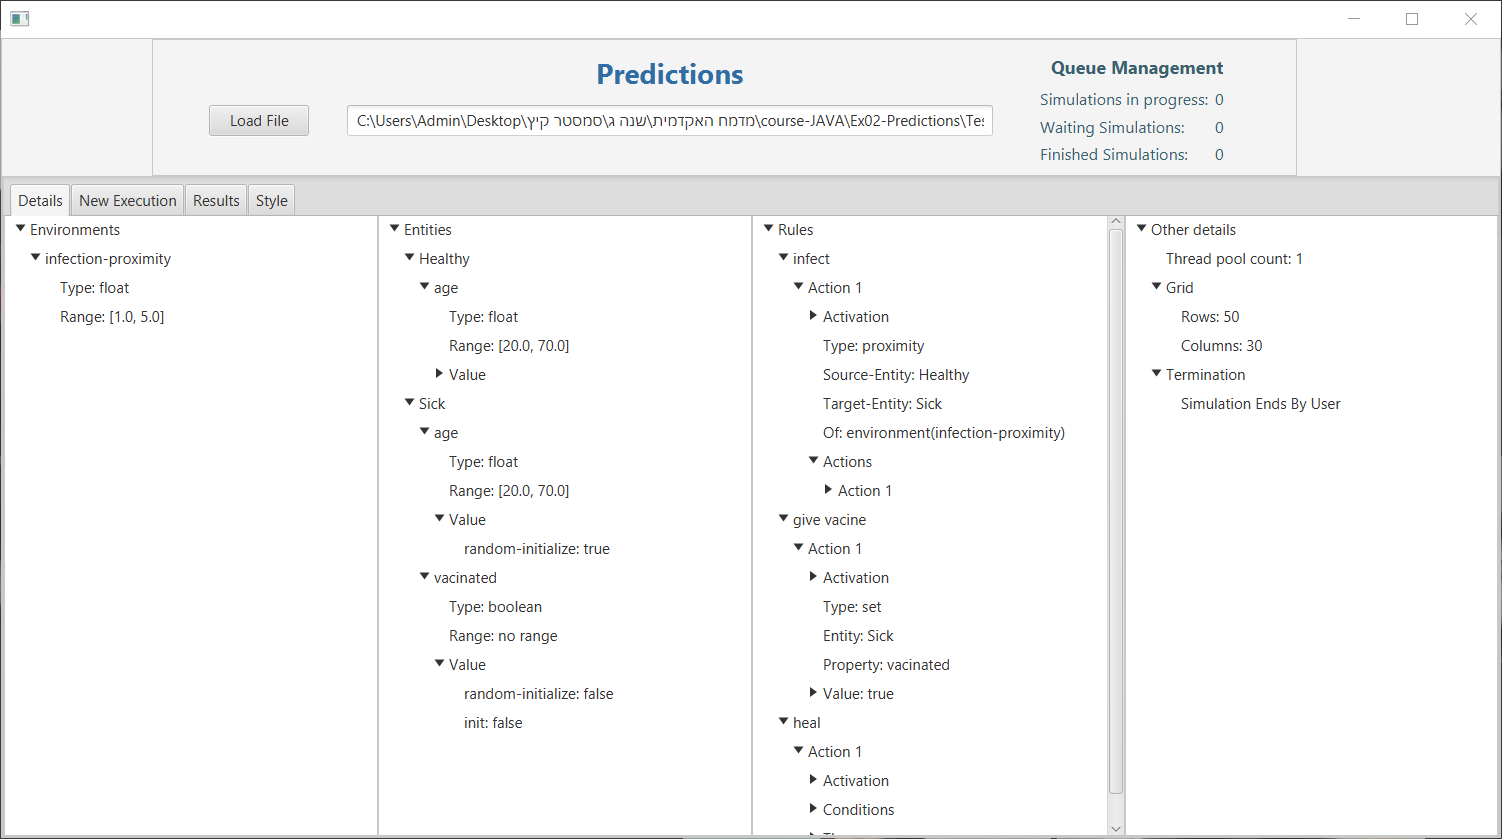 Predictions
Load File
C:\Users\Admin\Desktop\מדמח האקדמית\שנה ג\סמסטר קיץ\course-JAVA\Ex02-Predictions\Tes
Queue Management
Simulations in progress: 0
Waiting Simulations: 0
Finished Simulations: 0
Details
New Execution
Results
Style
Environments
infection-proximity
Type: float
Range: [1.0, 5.0]
Entities
Healthy
age
Type: float
Range: [20.0, 70.0]
Value
Sick
age
Type: float
Range: [20.0, 70.0]
Value
random-initialize: true
vacinated
Type: boolean
Range: no range
Value
random-initialize: false
init: false
Rules
infect
Action 1
Activation
Type: proximity
Source-Entity: Healthy
Target-Entity: Sick
Of: environment(infection-proximity)
Actions
Action 1
give vacine
Action 1
Activation
Type: set
Entity: Sick
Property: vacinated
Value: true
heal
Action 1
Activation
Conditions
Other details
Thread pool count: 1
Grid
Rows: 50
Columns: 30
Termination
Simulation Ends By User